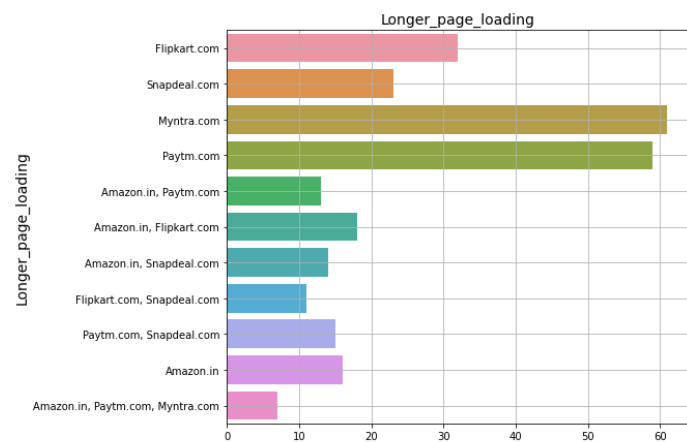 Longer_page_loading
Flipkart.com
Snapdeal.com
Myntra.com
Paytm.com
Amazon.in, Paytm.com
Amazon.in, Flipkart.com
Amazon.in, Snapdeal.com
Flipkart.com, Snapdeal.com
Paytm.com, Snapdeal.com
Amazon.in
Amazon.in, Paytm.com, Myntra.com
Longer_page_loading
0 10 20 30 40 50 60